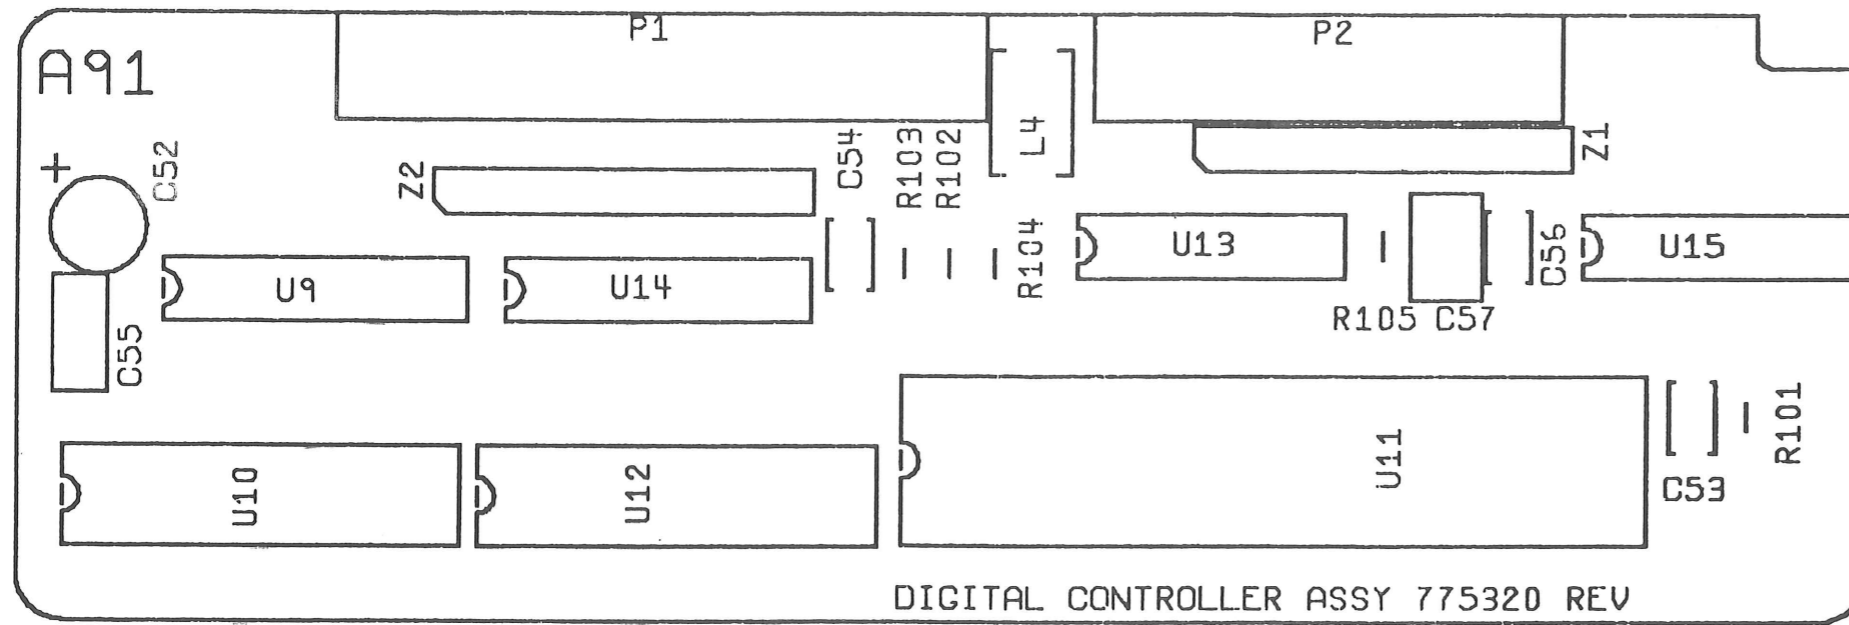 P1
P2
A91
+
C52
Z2
C54
R103
R102
L4
Z1
U9
U14
R104
U13
C56
U15
C55
R105
C57
U10
U12
U11
C53
R101
DIGITAL CONTROLLER ASSY 775320 REV